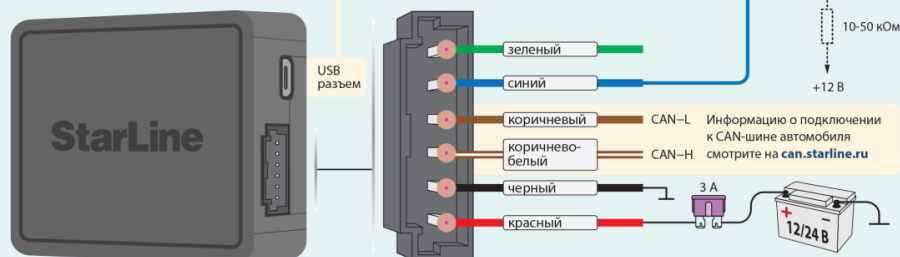 StarLine
USB
разъем
зеленый
синий
коричневый
коричнево-
белый
черный
красный
CAN–L
CAN–H
Информацию о подключении
к CAN-шине автомобиля
смотрите на can.starline.ru
10-50 кОм
+12 В
3 А
+ –
12/24 В